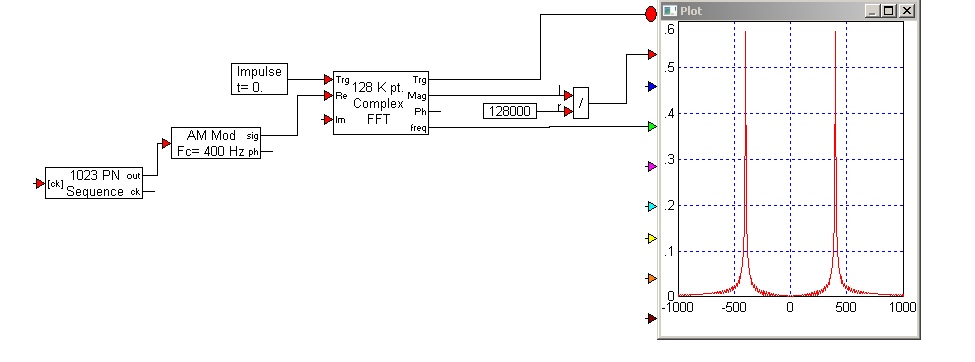 Plot
Impulse
t= 0.
Trg
Re
Im
128 K pt.
Complex
FFT
Trg
Mag
Ph
freq
l
r
/
128000
AM Mod
Fc= 400 Hz
sig
ph
[ck]
1023 PN
Sequence
out
ck
.6
.5
.4
.3
.2
.1
0
-1000
-500
0
500
1000